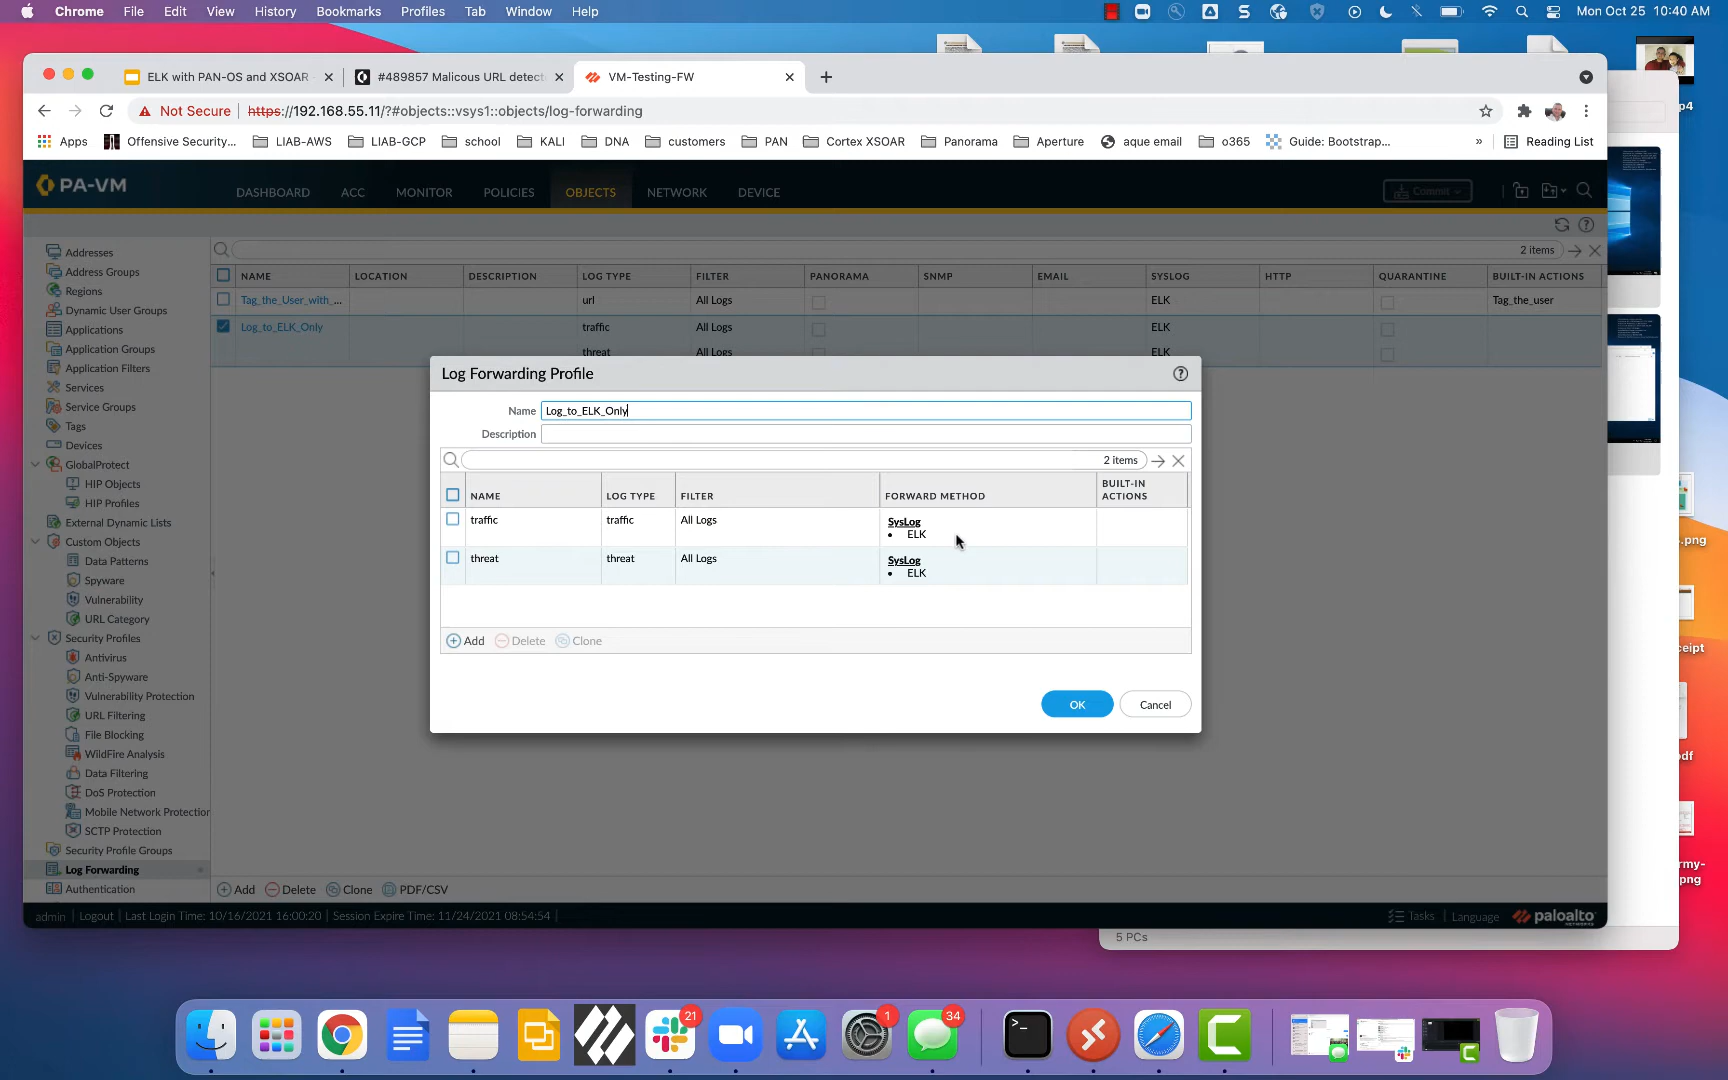 Chrome File Edit View History Bookmarks Profiles Tab Window Help Mon Oct 25 10:40 AM
ELK with PAN-OS and XSOAR
#489857 Malicous URL detect
VM-Testing-FW
p4
Not Secure https://192.168.55.11/?#objects::vsys1::objects/log-forwarding
Apps Offensive Security... LIAB-AWS LIAB-GCP school KALI DNA customers PAN Cortex XSOAR Panorama Aperture aque email o365 Guide: Bootstrap... » Reading List
PA-VM DASHBOARD ACC MONITOR POLICIES OBJECTS NETWORK DEVICE Commit
2 items
NAME LOCATION DESCRIPTION LOG TYPE FILTER PANORAMA SNMP EMAIL SYSLOG HTTP QUARANTINE BUILT-IN ACTIONS
Tag_the_User_with_... url All Logs ELK Tag_the_user
Log_to_ELK_Only traffic All Logs ELK
threat All Logs ELK
Addresses
Address Groups
Regions
Dynamic User Groups
Applications
Application Groups
Application Filters
Services
Service Groups
Tags
Devices
GlobalProtect
HIP Objects
HIP Profiles
External Dynamic Lists
Custom Objects
Data Patterns
Spyware
Vulnerability
URL Category
Security Profiles
Antivirus
Anti-Spyware
Vulnerability Protection
URL Filtering
File Blocking
WildFire Analysis
Data Filtering
DoS Protection
Mobile Network Protection
SCTP Protection
Security Profile Groups
Log Forwarding
Authentication
Log Forwarding Profile
Name Log_to_ELK_Only
Description
2 items
NAME LOG TYPE FILTER FORWARD METHOD BUILT-IN ACTIONS
traffic traffic All Logs SysLog
• ELK
threat threat All Logs SysLog
• ELK
Add Delete Clone
OK Cancel
Add Delete Clone PDF/CSV
admin | Logout | Last Login Time: 10/16/2021 16:00:20 | Session Expire Time: 11/24/2021 08:54:54 |
Tasks | Language paloalto
NETWORKS
5 PCs
s.png
ceipt
df
rmy-
png
21
1
34
>_